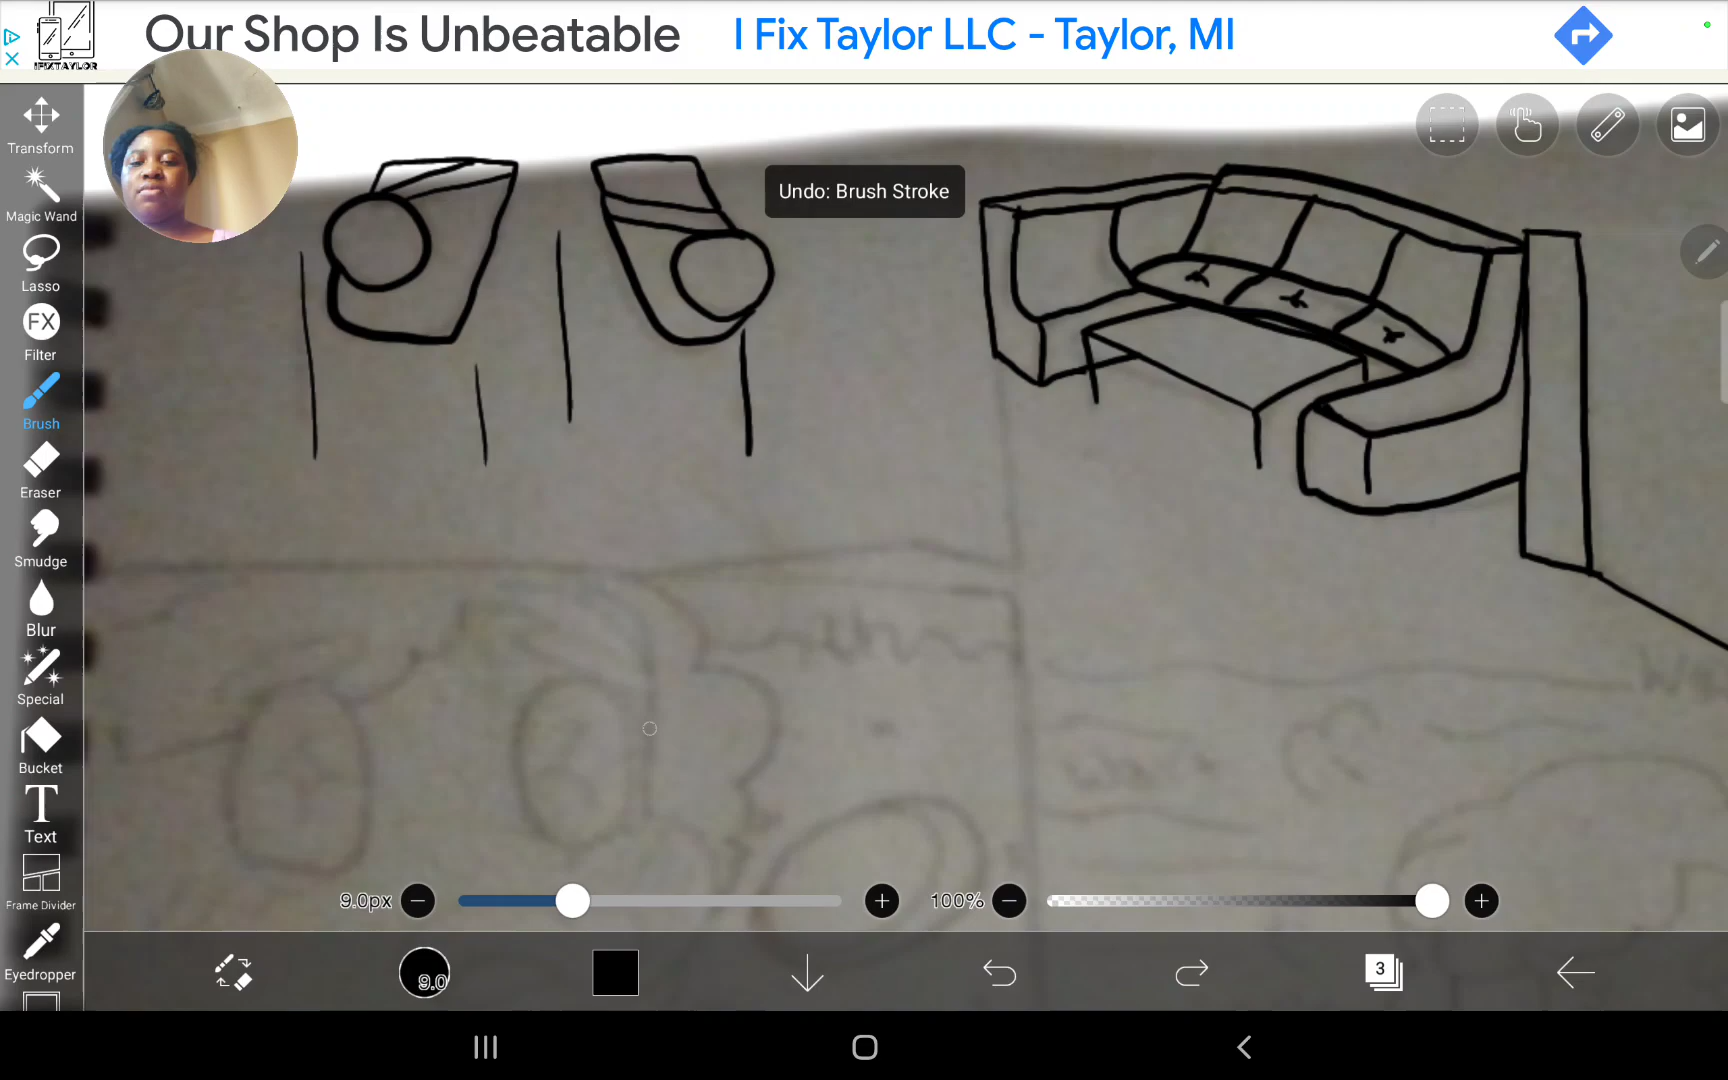 Our Shop Is Unbeatable
I Fix Taylor LLC - Taylor, MI
IFIXTAYLOR
Transform
Magic Wand
Lasso
FX
Filter
Brush
Eraser
Smudge
Blur
Special
Bucket
T
Text
Frame Divider
Eyedropper
Undo: Brush Stroke
9.0px
100%
9.0
3